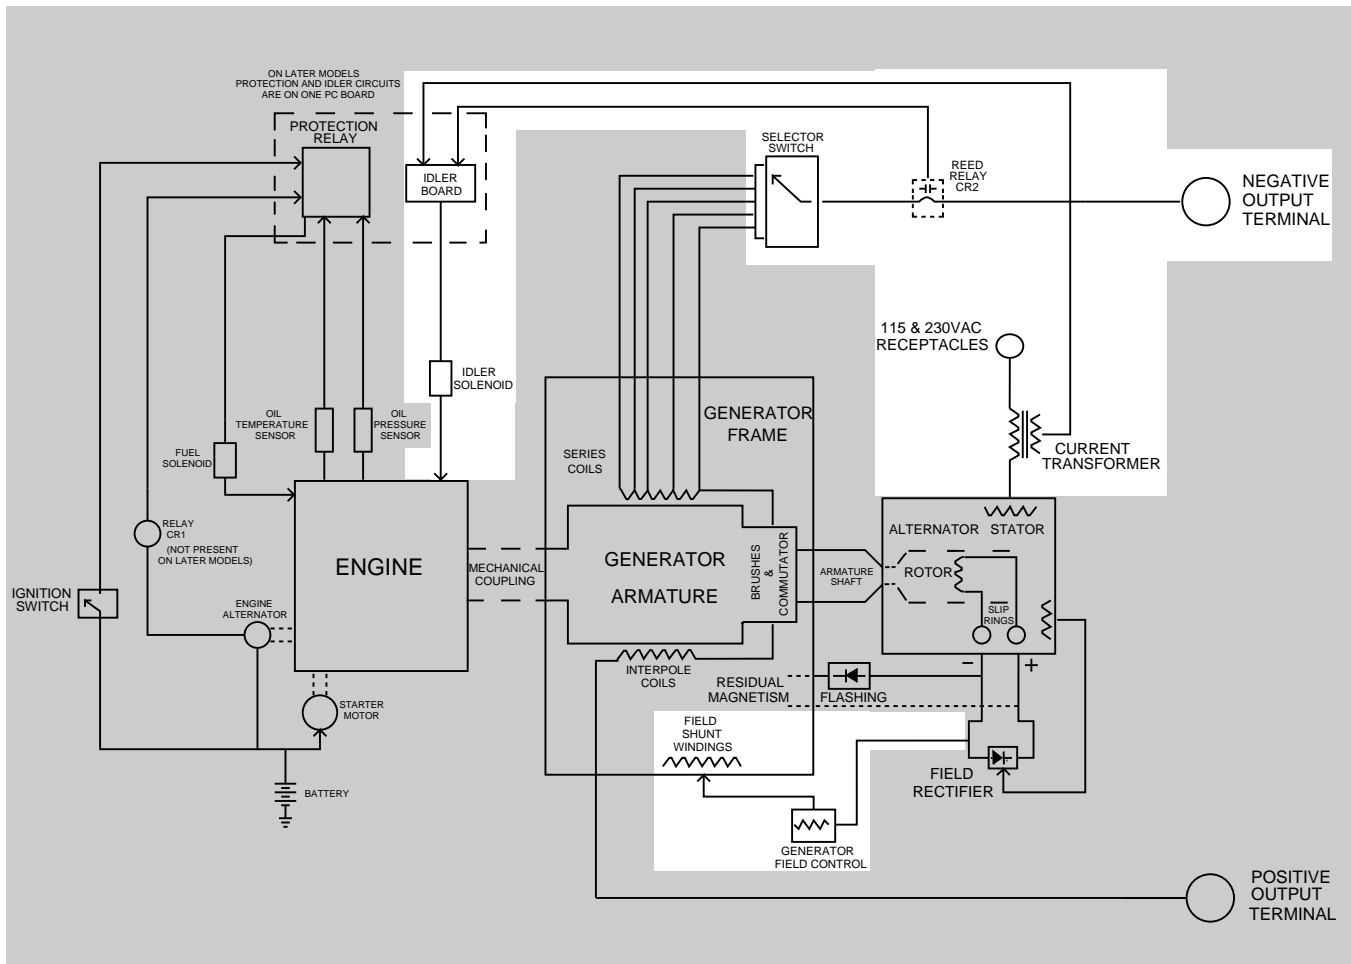 ON LATER MODELS
PROTECTION AND IDLER CIRCUITS
ARE ON ONE PC BOARD
PROTECTION
RELAY
IDLER
BOARD
SELECTOR
SWITCH
REED
RELAY
CR2
NEGATIVE
OUTPUT
TERMINAL
115 & 230VAC
RECEPTACLES
IDLER
SOLENOID
OIL
TEMPERATURE
SENSOR
OIL
PRESSURE
SENSOR
FUEL
SOLENOID
GENERATOR
FRAME
SERIES
COILS
CURRENT
TRANSFORMER
RELAY
CR1
(NOT PRESENT
ON LATER MODELS)
ENGINE
MECHANICAL
COUPLING
GENERATOR
ARMATURE
BRUSHES
&
COMMUTATOR
ARMATURE
SHAFT
ALTERNATOR
STATOR
ROTOR
SLIP
RINGS
IGNITION
SWITCH
ENGINE
ALTERNATOR
INTERPOLE
COILS
RESIDUAL
MAGNETISM
FLASHING
–
+
STARTER
MOTOR
FIELD
SHUNT
WINDINGS
FIELD
RECTIFIER
BATTERY
GENERATOR
FIELD CONTROL
POSITIVE
OUTPUT
TERMINAL